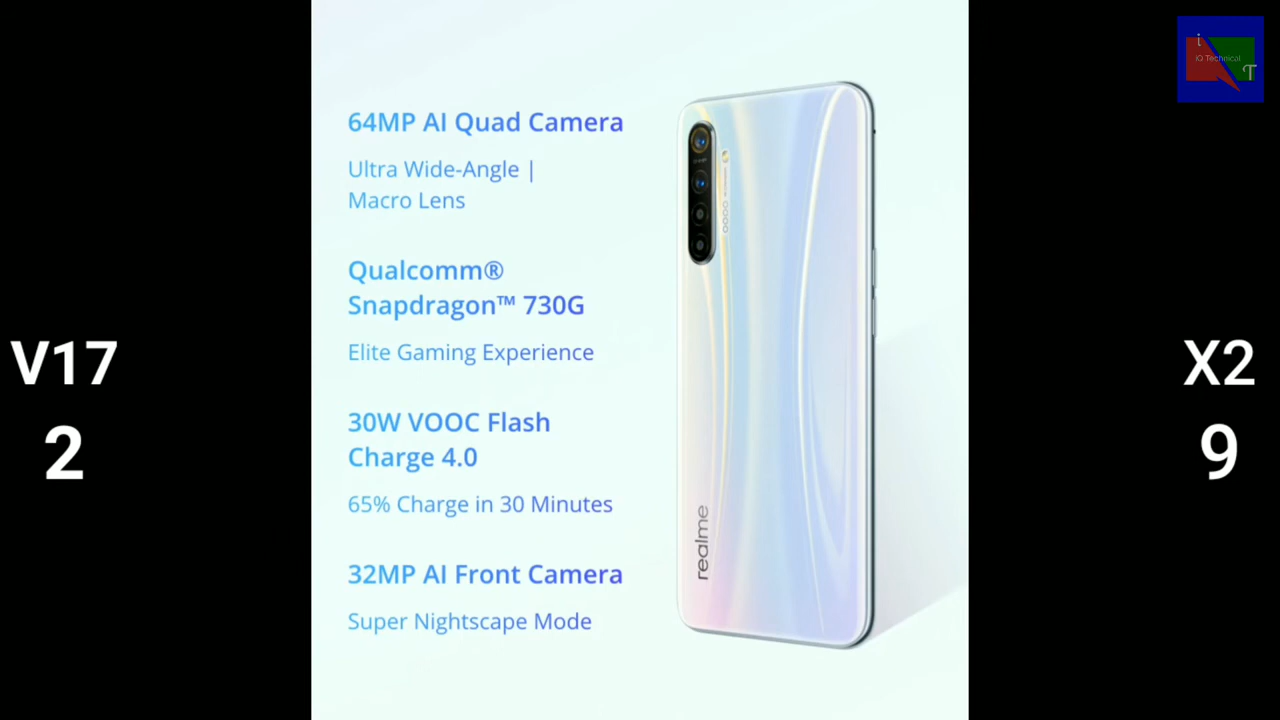 i
iQ Technical
T
64MP AI Quad Camera
Ultra Wide-Angle |
Macro Lens
Qualcomm®
Snapdragon™ 730G
Elite Gaming Experience
V17
2
X2
9
30W VOOC Flash
Charge 4.0
65% Charge in 30 Minutes
realme
32MP AI Front Camera
Super Nightscape Mode